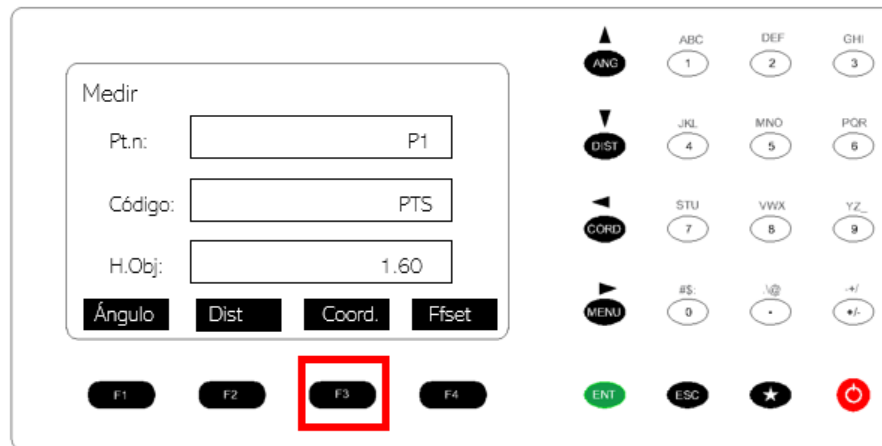 Medir
Pt.n: P1
Código: PTS
H.Obj: 1.60
Ángulo Dist Coord. Ffset
F1 F2 F3 F4
ABC DEF GHI
ANG 1 2 3
JKL MNO PQR
DIST 4 5 6
STU VWX YZ_
CORD 7 8 9
#$: .\@ -+/
MENU 0 . +/-
ENT ESC